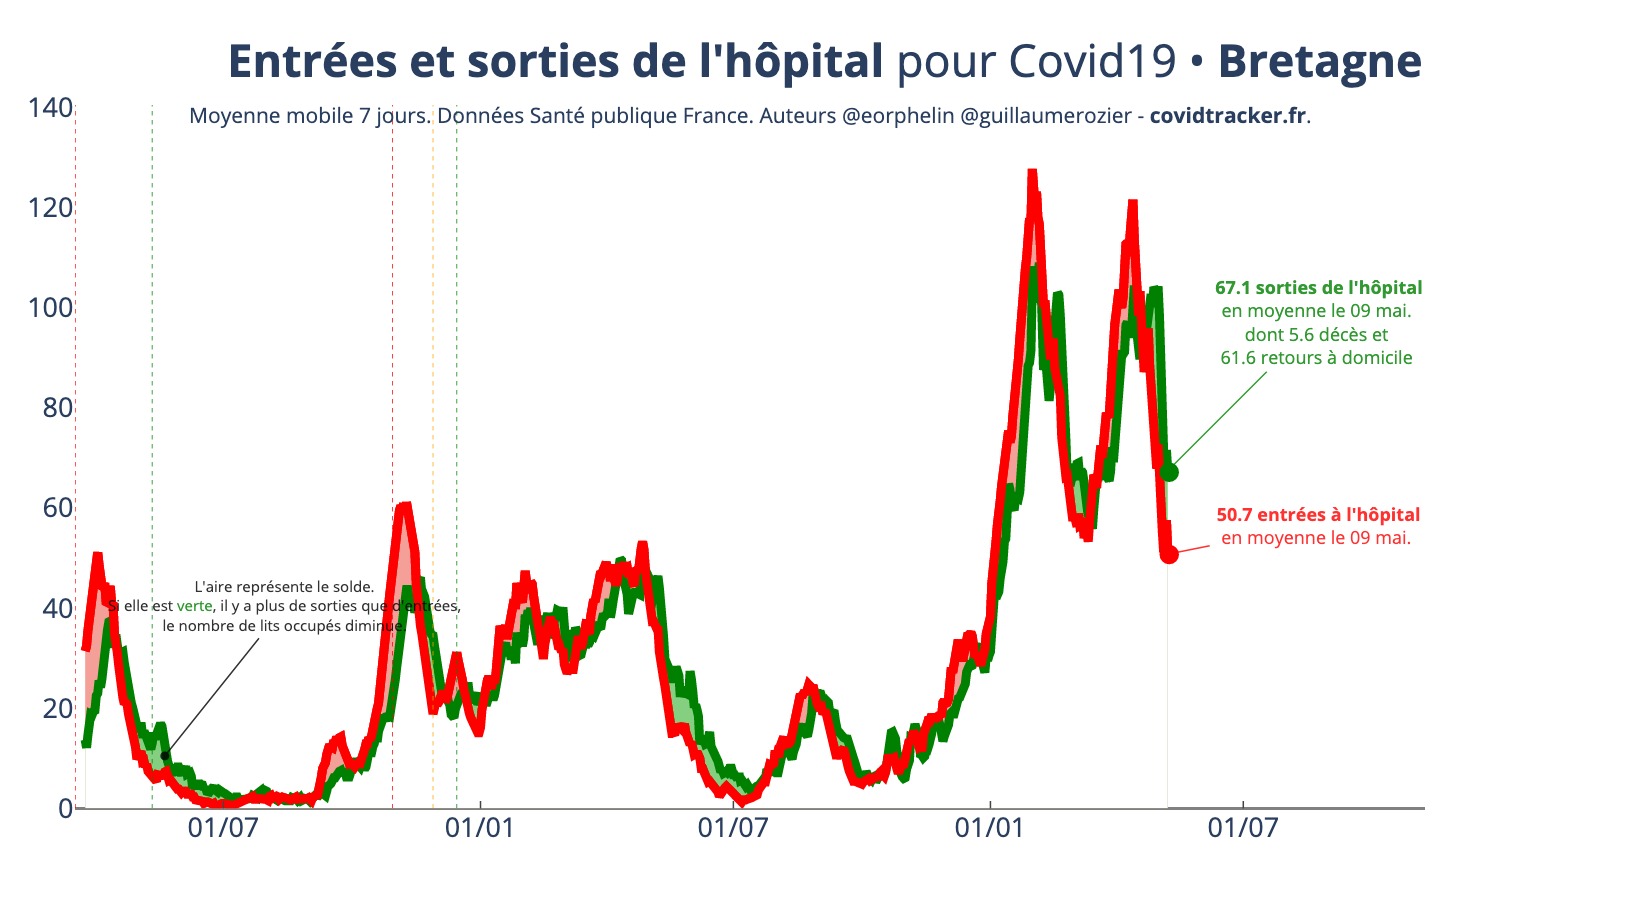 Entrées et sorties de l'hôpital pour Covid19 • Bretagne
Moyenne mobile 7 jours. Données Santé publique France. Auteurs @eorphelin @guillaumerozier - covidtracker.fr.
140
120
100
80
60
40
20
0
67.1 sorties de l'hôpital
en moyenne le 09 mai.
dont 5.6 décès et
61.6 retours à domicile
50.7 entrées à l'hôpital
en moyenne le 09 mai.
L'aire représente le solde.
Si elle est verte, il y a plus de sorties que d'entrées,
le nombre de lits occupés diminue.
01/07
01/01
01/07
01/01
01/07